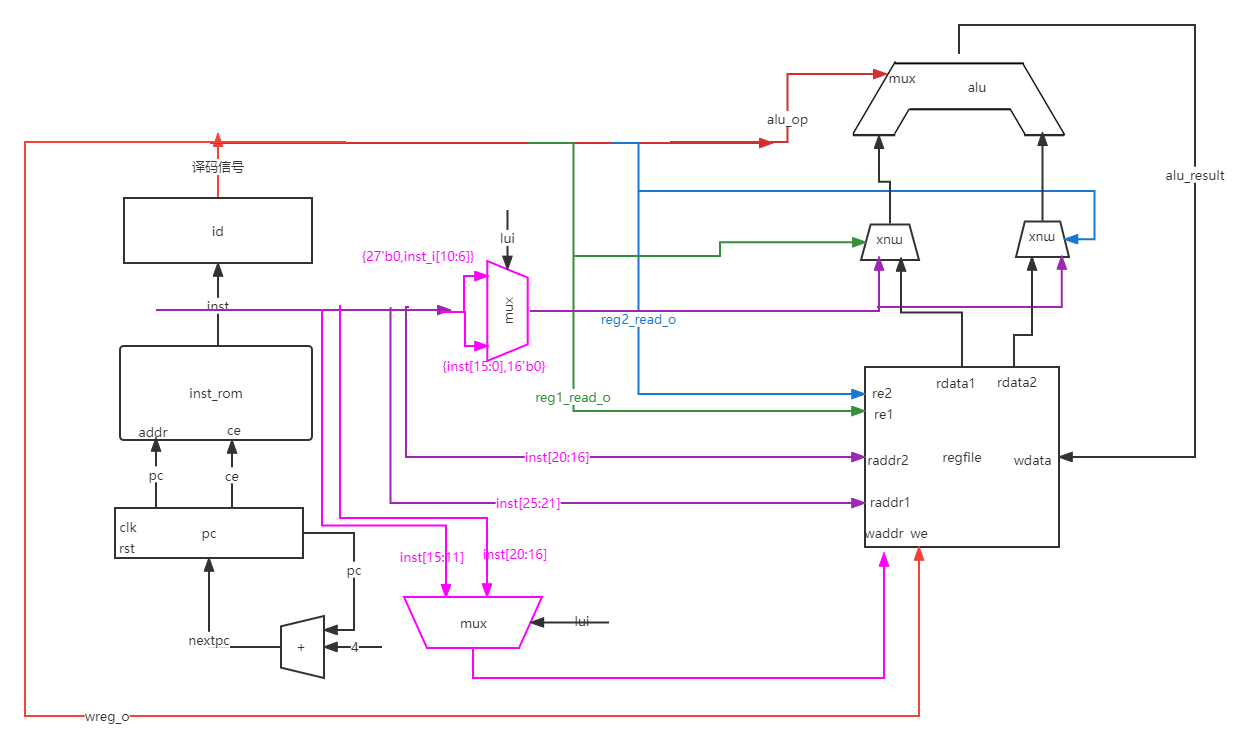 mux
alu
alu_op
译码信号
alu_result
id
lui
mux
mux
{27'b0,inst_i[10:6]}
inst
mux
reg2_read_o
{inst[15:0],16'b0}
rdata1
rdata2
inst_rom
reg1_read_o
re2
re1
addr
ce
inst[20:16]
raddr2
regfile
wdata
pc
ce
inst[25:21]
raddr1
clk
pc
rst
waddr
we
inst[15:11]
inst[20:16]
pc
mux
lui
nextpc
+
4
wreg_o